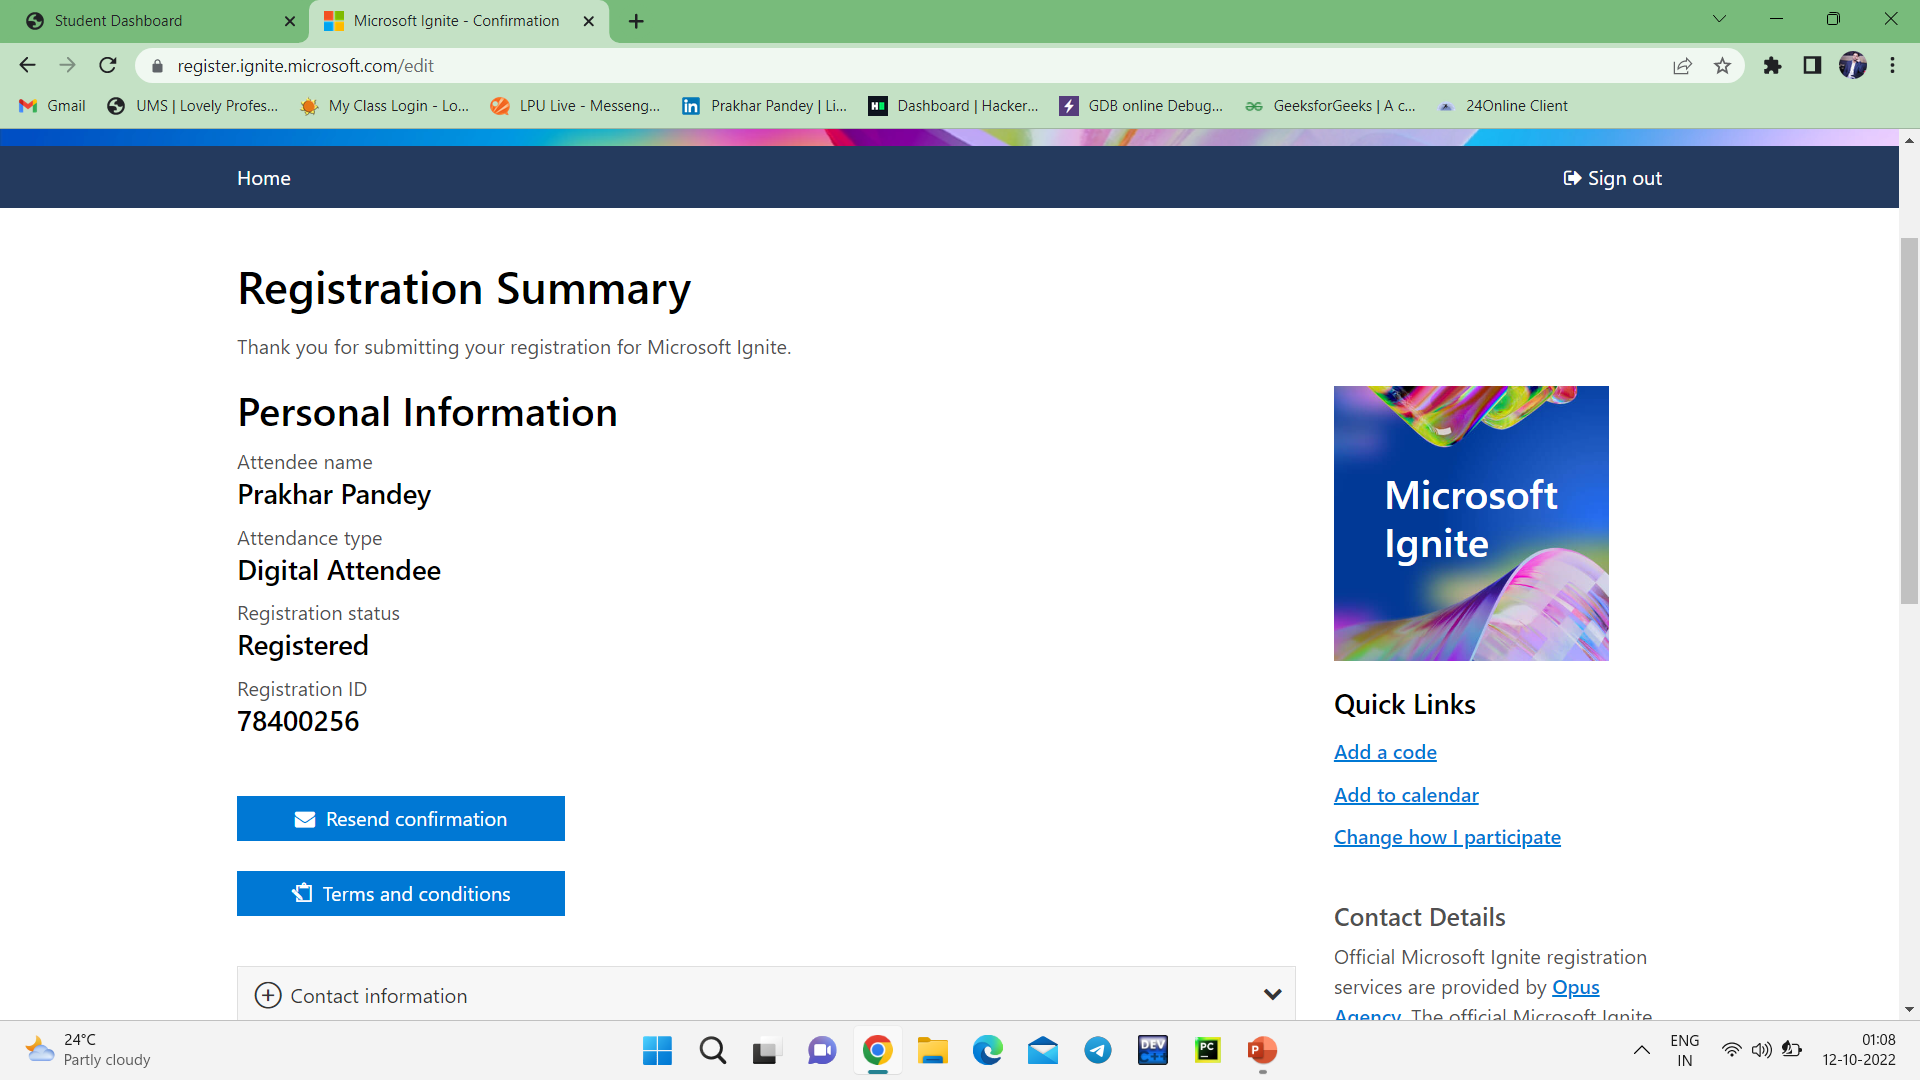 Student Dashboard
Microsoft Ignite - Confirmation
register.ignite.microsoft.com/edit
Gmail
UMS | Lovely Profes...
My Class Login - Lo...
LPU Live - Messeng...
Prakhar Pandey | Li...
Dashboard | Hacker...
GDB online Debug...
GeeksforGeeks | A c...
24Online Client
Home
Sign out
Registration Summary
Thank you for submitting your registration for Microsoft Ignite.
Personal Information
Attendee name
Prakhar Pandey
Attendance type
Digital Attendee
Registration status
Registered
Registration ID
78400256
Resend confirmation
Terms and conditions
Contact information
Microsoft
Ignite
Quick Links
Add a code
Add to calendar
Change how I participate
Contact Details
Official Microsoft Ignite registration
services are provided by Opus
Agency. The official Microsoft Ignite
24°C
Partly cloudy
DEV
PC
P
ENG
IN
01:08
12-10-2022